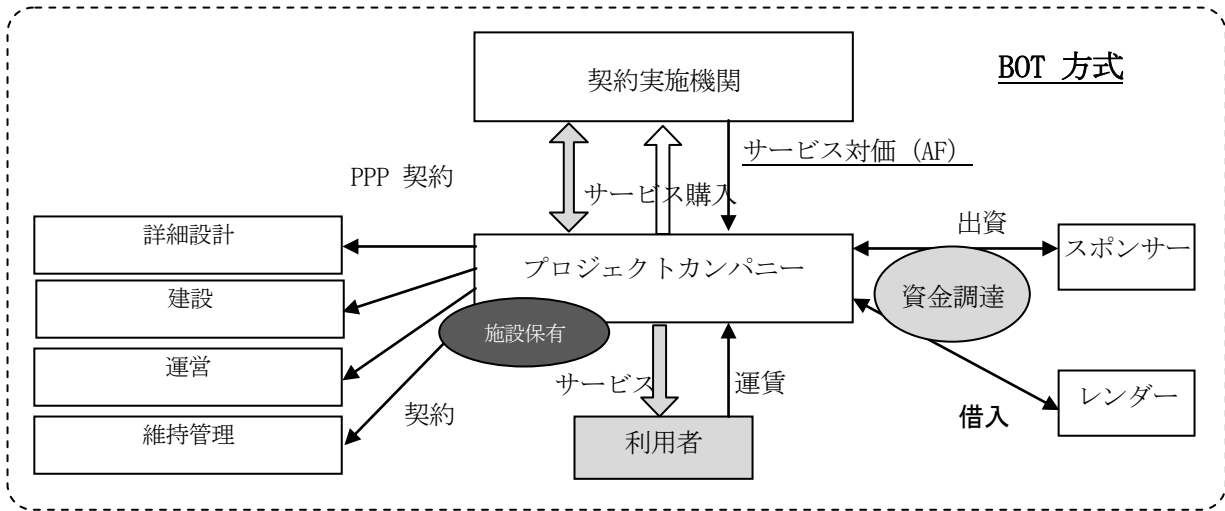 契約実施機関
BOT 方式
サービス対価（AF）
PPP 契約
サービス購入
詳細設計
出資
プロジェクトカンパニー
スポンサー
建設
資金調達
施設保有
運営
サービス
運賃
契約
レンダー
借入
維持管理
利用者